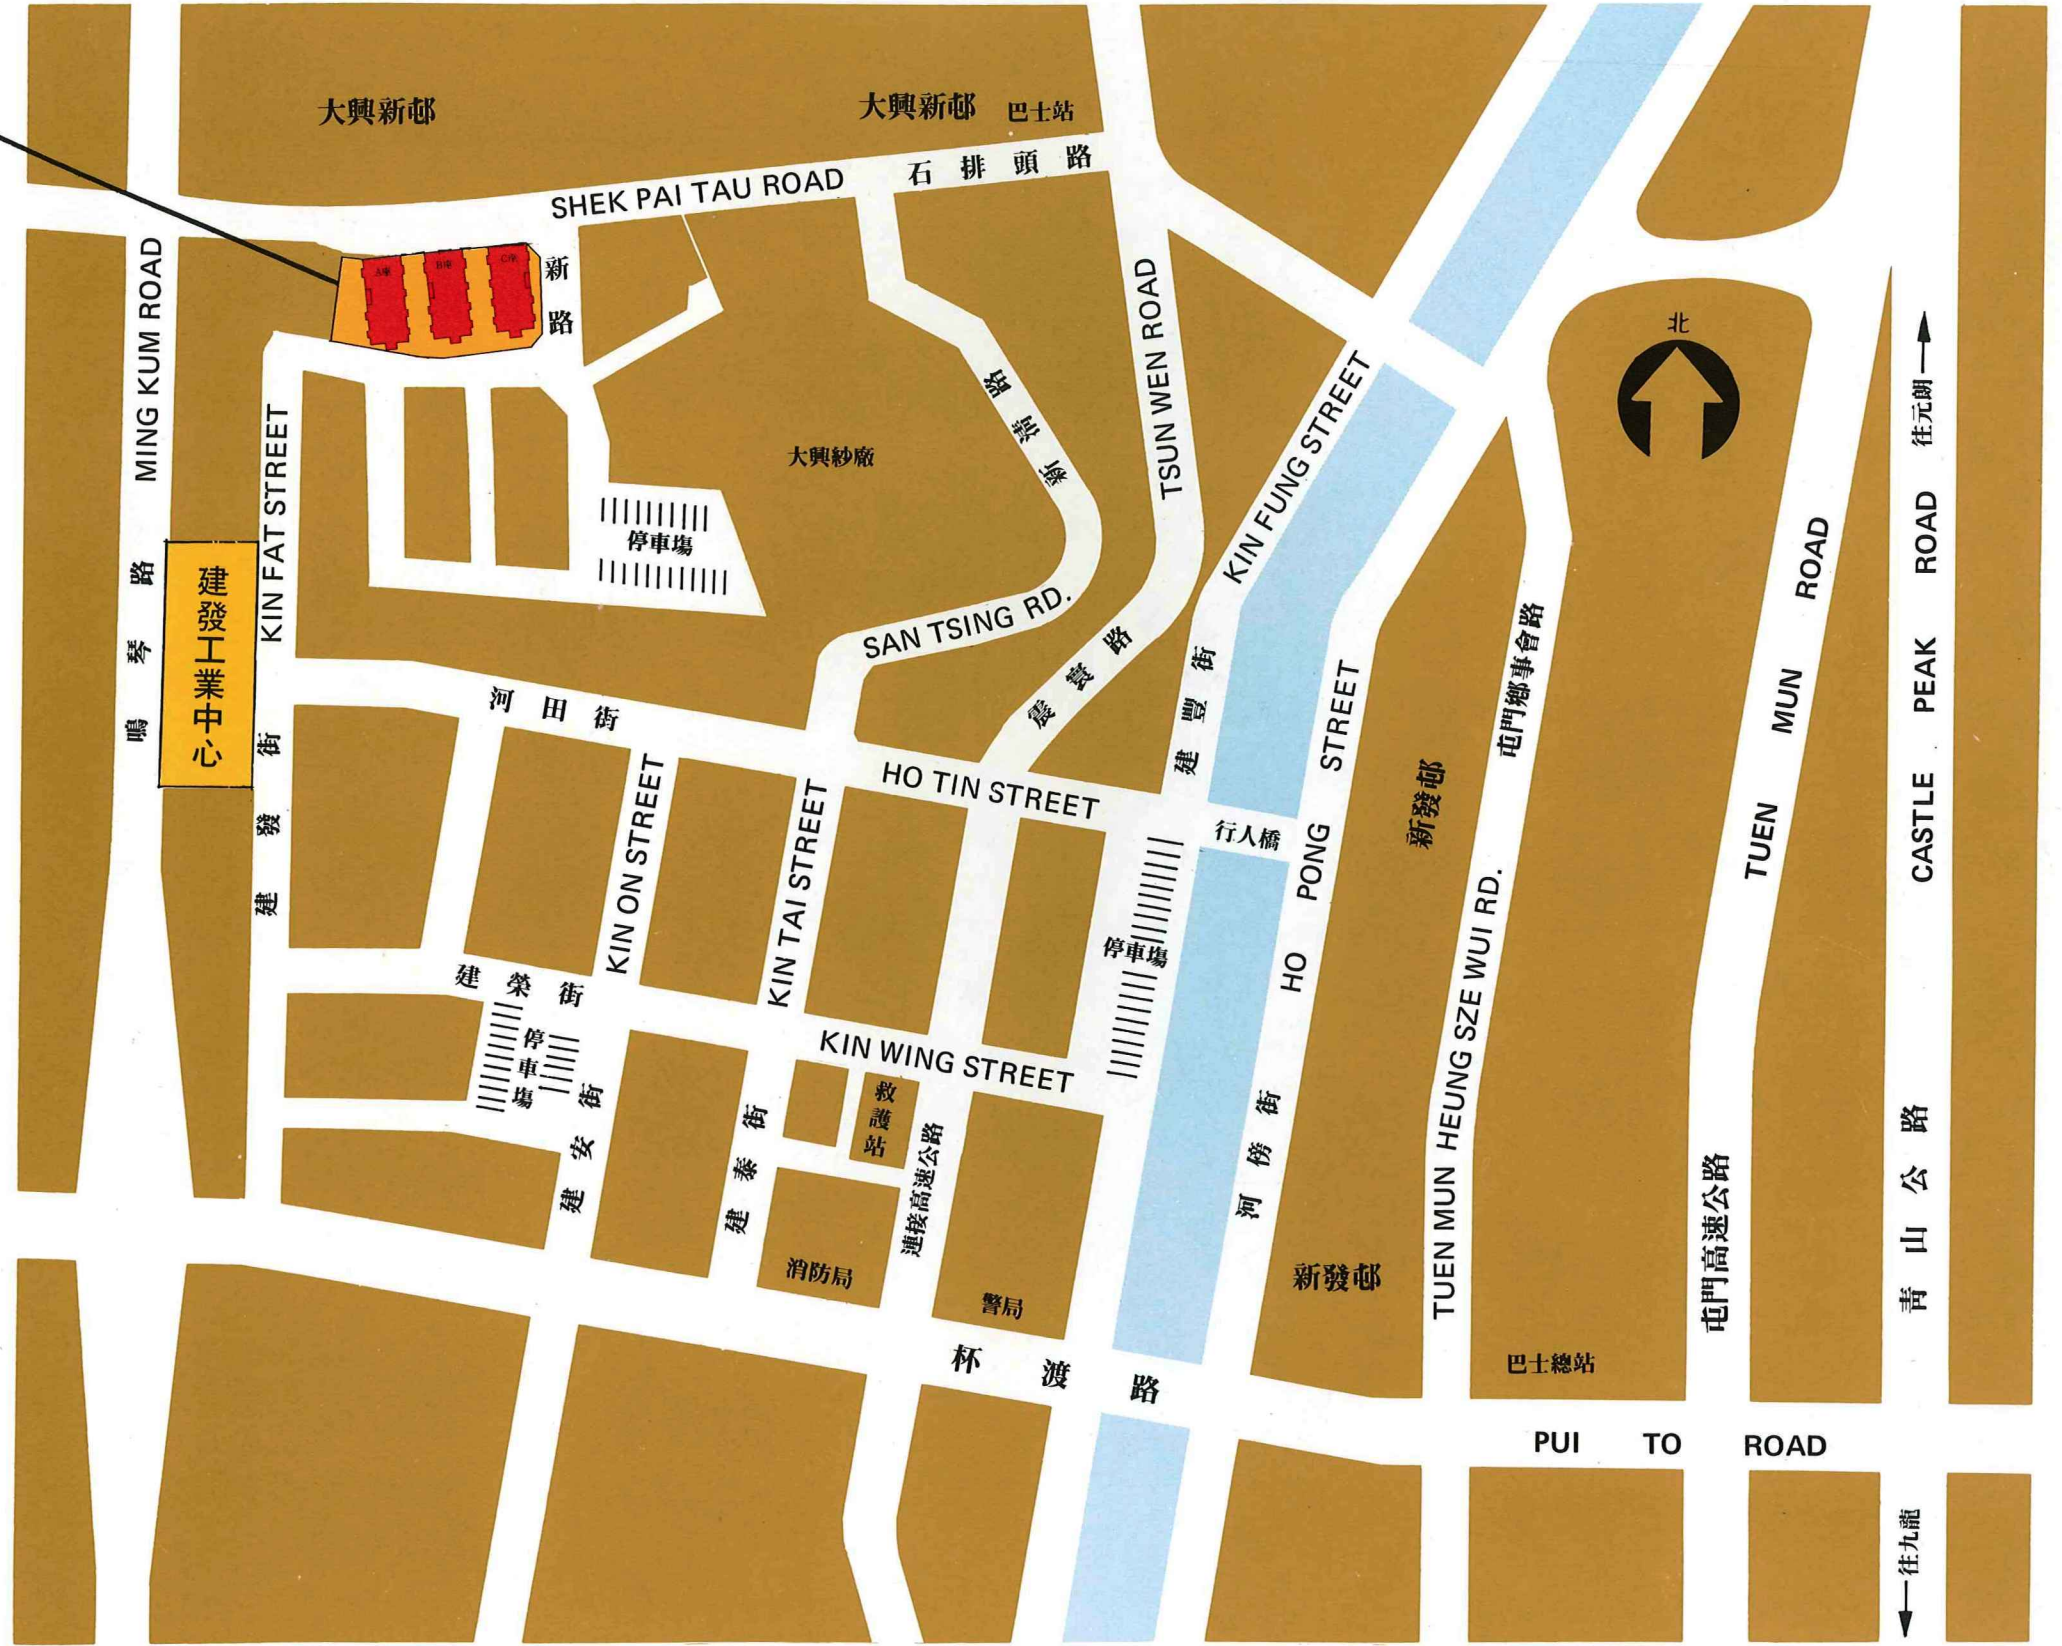 大興新邨
大興新邨
巴士站
SHEK PAI TAU ROAD
石排頭路
A座
B座
C座
新路
北
MING KUM ROAD
鳴琴路
KIN FAT STREET
建發街
建發工業中心
大興紗廠
停車場
新清路
SAN TSING RD.
TSUN WEN ROAD
震寰路
KIN FUNG STREET
建豐街
河田街
HO TIN STREET
行人橋
KIN ON STREET
建安街
KIN TAI STREET
建泰街
停車場
停車場
建榮街
KIN WING STREET
救護站
連接高速公路
消防局
警局
HO PONG STREET
河傍街
新發邨
新發邨
屯門鄉事會路
TUEN MUN HEUNG SZE WUI RD.
TUEN MUN ROAD
屯門高速公路
往元朗
CASTLE PEAK ROAD
青山公路
往九龍
巴士總站
杯渡路
PUI TO ROAD